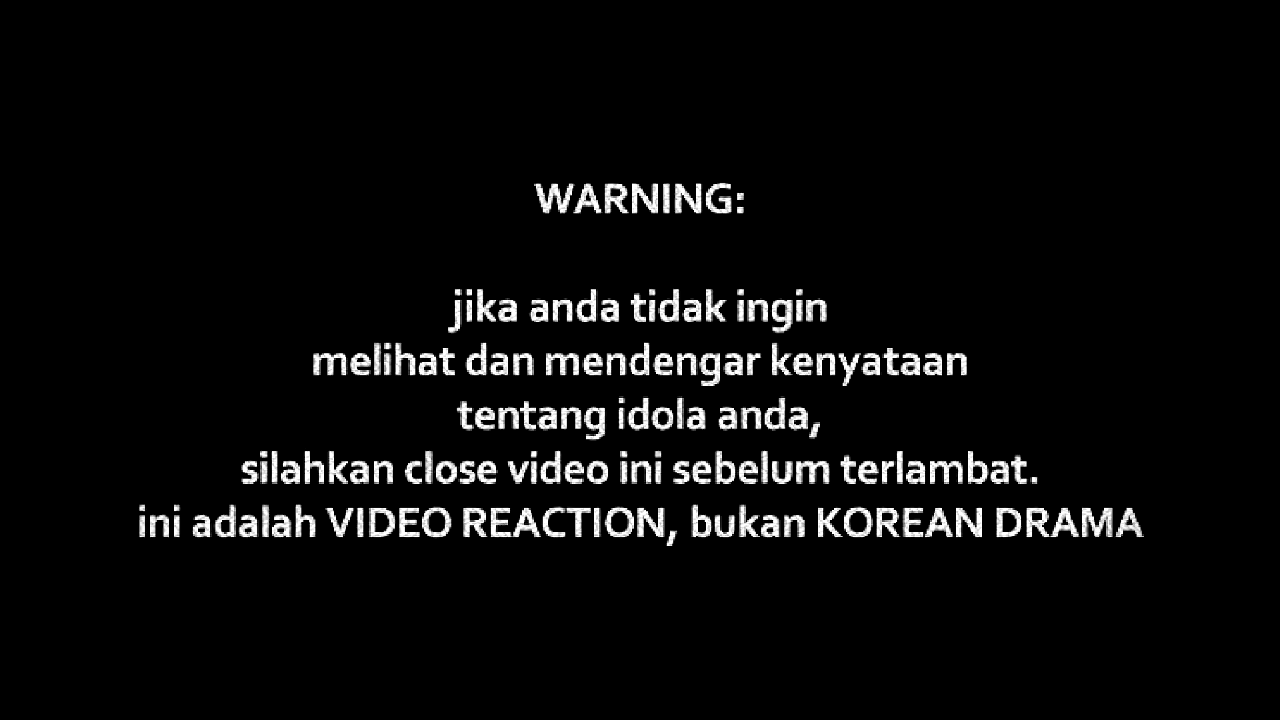 WARNING:
jika anda tidak ingin
melihat dan mendengar kenyataan
tentang idola anda,
silahkan close video ini sebelum terlambat.
ini adalah VIDEO REACTION, bukan KOREAN DRAMA